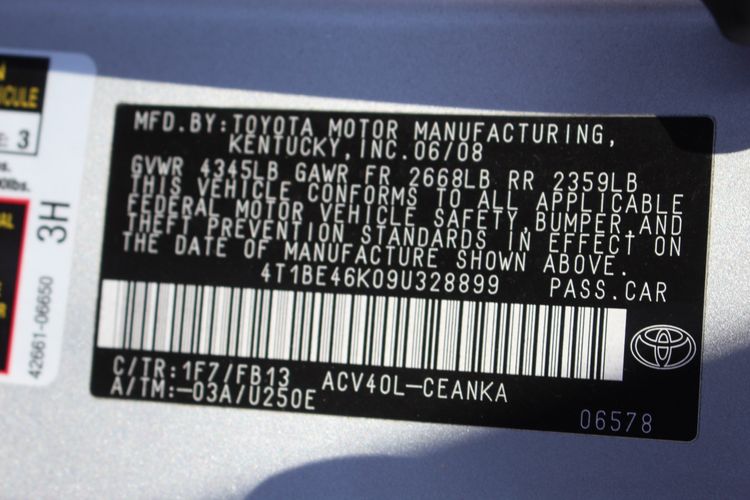 ICULE
: 3
3H
42661-06650
MFD.BY:TOYOTA MOTOR MANUFACTURING,
KENTUCKY,INC.06/08
GVWR 4345LB GAWR FR 2668LB RR 2359LB
THIS VEHICLE CONFORMS TO ALL APPLICABLE
FEDERAL MOTOR VEHICLE SAFETY,BUMPER,AND
THEFT PREVENTION STANDARDS IN EFFECT ON
THE DATE OF MANUFACTURE SHOWN ABOVE.
4T1BE46K09U328899 PASS.CAR
C/TR:1F7/FB13 ACV40L-CEANKA
A/TM:-03A/U250E
06578